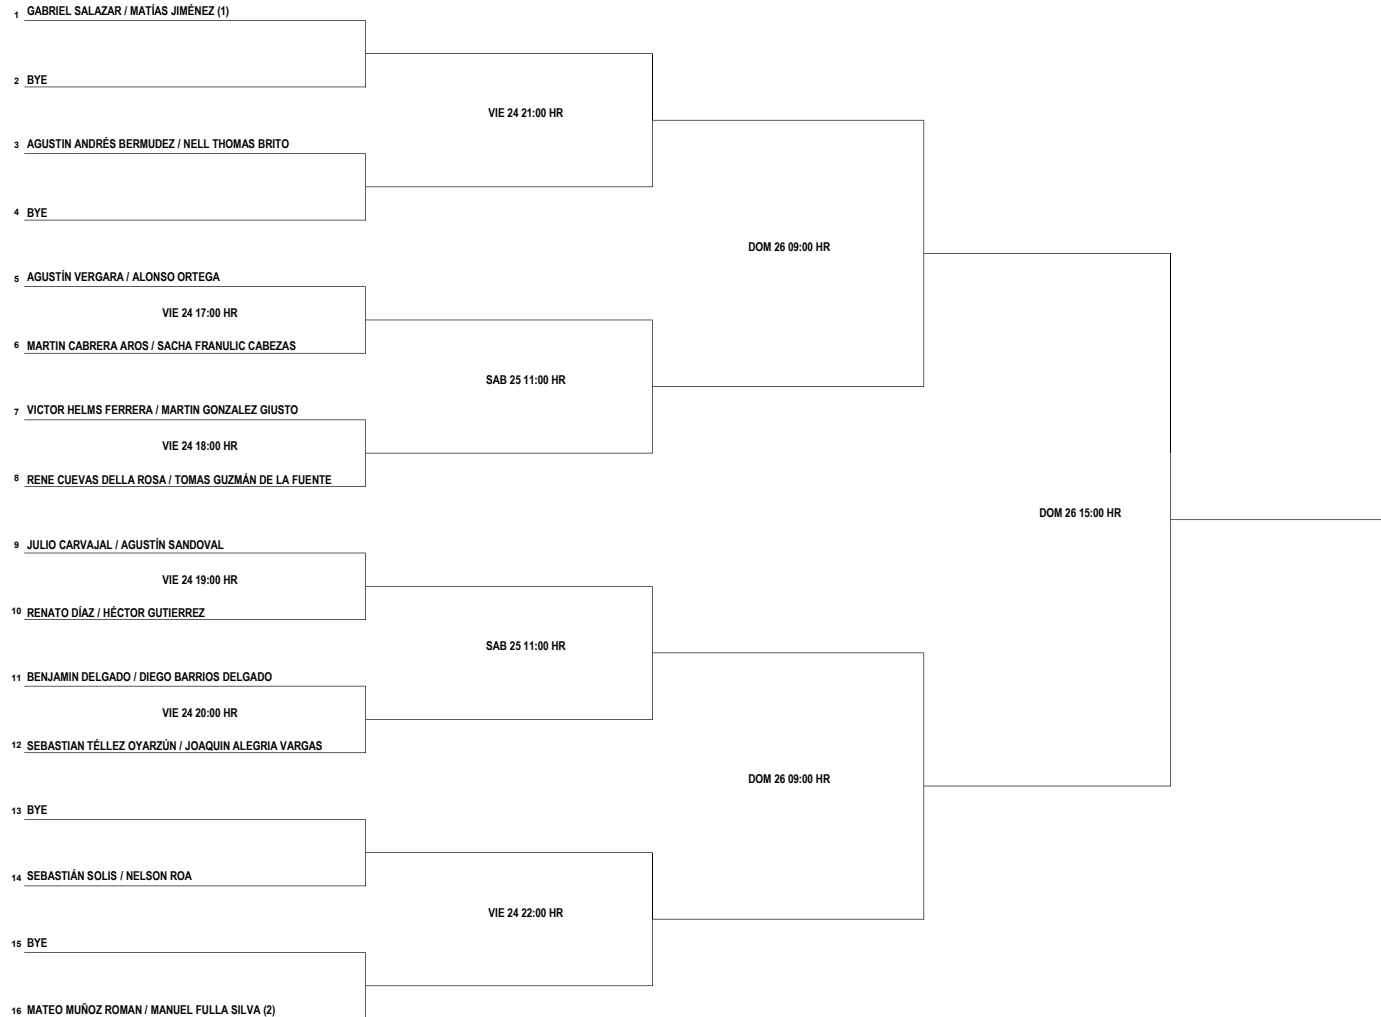 1 GABRIEL SALAZAR / MATÍAS JIMÉNEZ (1)
2 BYE
VIE 24 21:00 HR
3 AGUSTIN ANDRÉS BERMUDEZ / NELL THOMAS BRITO
4 BYE
DOM 26 09:00 HR
5 AGUSTÍN VERGARA / ALONSO ORTEGA
VIE 24 17:00 HR
6 MARTIN CABRERA AROS / SACHA FRANULIC CABEZAS
SAB 25 11:00 HR
7 VICTOR HELMS FERRERA / MARTIN GONZALEZ GIUSTO
VIE 24 18:00 HR
8 RENE CUEVAS DELLA ROSA / TOMAS GUZMÁN DE LA FUENTE
DOM 26 15:00 HR
9 JULIO CARVAJAL / AGUSTÍN SANDOVAL
VIE 24 19:00 HR
10 RENATO DÍAZ / HÉCTOR GUTIERREZ
SAB 25 11:00 HR
11 BENJAMIN DELGADO / DIEGO BARRIOS DELGADO
VIE 24 20:00 HR
12 SEBASTIAN TÉLLEZ OYARZÚN / JOAQUIN ALEGRIA VARGAS
DOM 26 09:00 HR
13 BYE
14 SEBASTIÁN SOLIS / NELSON ROA
VIE 24 22:00 HR
15 BYE
16 MATEO MUÑOZ ROMAN / MANUEL FULLA SILVA (2)